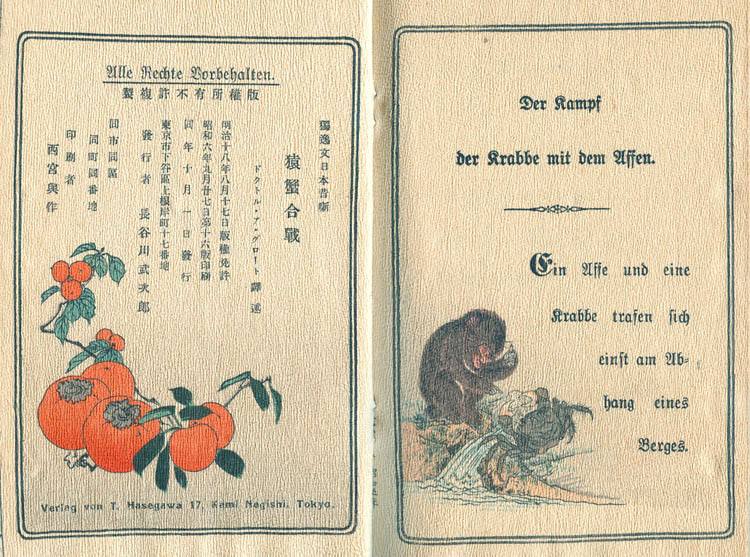 Alle Rechte Vorbehalten.
製複許不有所權版
獨逸文日本昔噺
猿蟹合戰
ドクトル・ア・グロート 譯述
明治十八年八月十七日版權免許
昭和六年九月廿七日第十六版印刷
同年十月一日發行
東京市下谷區上根岸町十七番地
發行者 長谷川武次郎
同市同區
同町同番地
印刷者
西宮與作
Verlag von T. Hasegawa 17, Kami Negishi, Tokyo.
Der Kampf
der Krabbe mit dem Affen.
Ein Affe und eine
Krabbe trafen sich
einst am Ab-
hang eines
Berges.